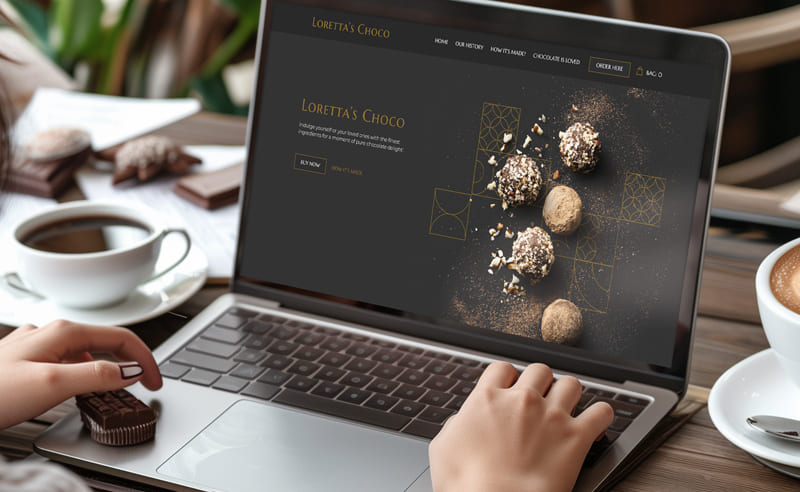 LORETTA'S CHOCO
HOME OUR HISTORY HOW IT'S MADE? CHOCOLATE IS LOVED ORDER HERE BAG: 0
LORETTA'S CHOCO
Indulge yourself or your loved ones with the finest
ingredients for a moment of pure chocolate delight!
BUY NOW HOW IT'S MADE